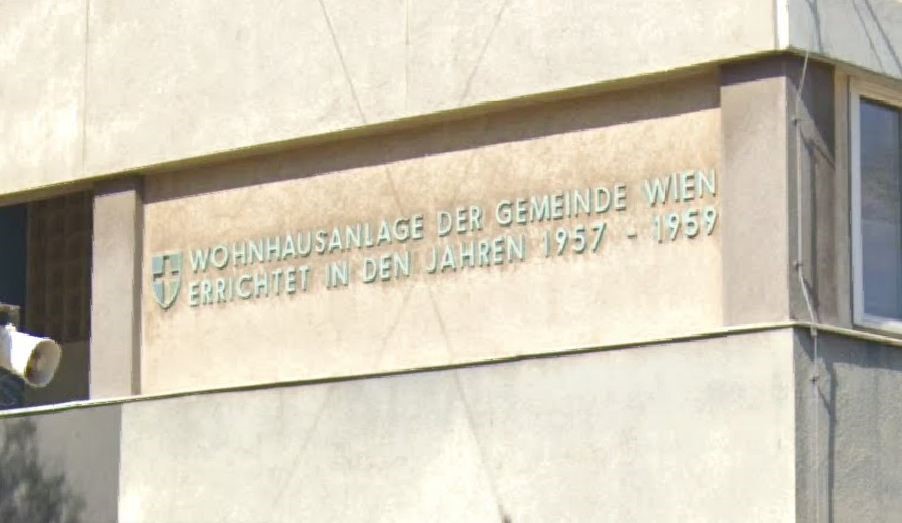 WOHNHAUSANLAGE DER GEMEINDE WIEN
ERRICHTET IN DEN JAHREN 1957 - 1959